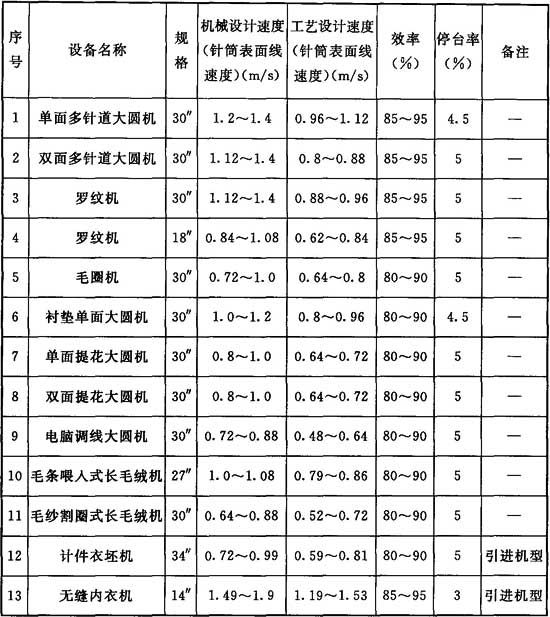 序号 设备名称 规格 机械设计速度(针筒表面线速度)(m/s) 工艺设计速度(针筒表面线速度)(m/s) 效率(%) 停台率(%) 备注
1 单面多针道大圆机 30″ 1.2～1.4 0.96～1.12 85～95 4.5 —
2 双面多针道大圆机 30″ 1.12～1.4 0.8～0.88 85～95 5 —
3 罗纹机 30″ 1.12～1.4 0.88～0.96 85～95 5 —
4 罗纹机 18″ 0.84～1.08 0.62～0.84 85～95 5 —
5 毛圈机 30″ 0.72～1.0 0.64～0.8 80～90 5 —
6 衬垫单面大圆机 30″ 1.0～1.2 0.8～0.96 80～90 4.5 —
7 单面提花大圆机 30″ 0.8～1.0 0.64～0.72 80～90 5 —
8 双面提花大圆机 30″ 0.8～1.0 0.64～0.72 80～90 5 —
9 电脑调线大圆机 30″ 0.72～0.88 0.48～0.64 80～90 5 —
10 毛条喂人式长毛绒机 27″ 1.0～1.08 0.79～0.86 80～90 5 —
11 毛纱割圈式长毛绒机 30″ 0.64～0.88 0.52～0.72 80～90 5 —
12 计件衣坯机 34″ 0.72～0.99 0.59～0.81 80～90 5 引进机型
13 无缝内衣机 14″ 1.49～1.9 1.19～1.53 85～95 3 引进机型